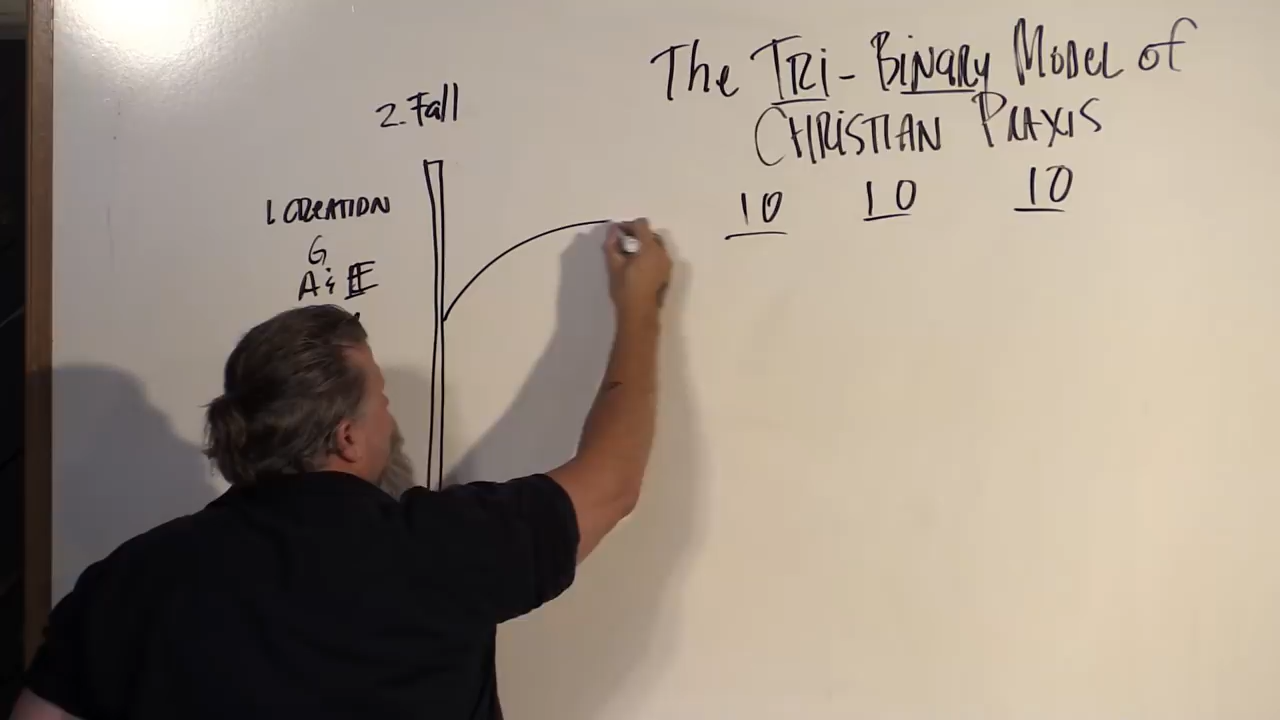 The TRi-BiNARY MODEL of
CHRiSTIAN PRAXiS
10 10 10
2. Fall
1 CREATION
G
A & E